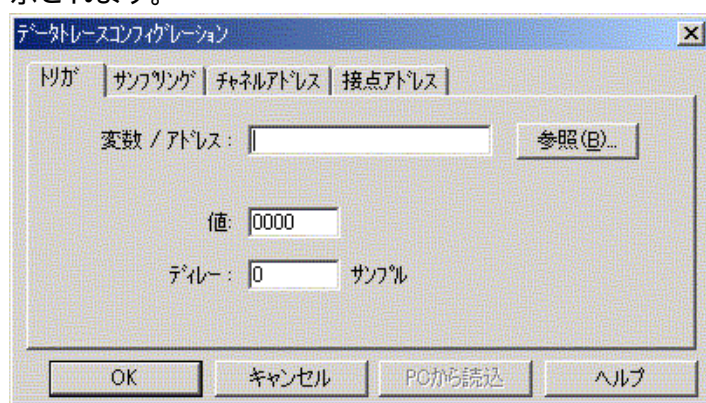 示されます。
ﾃﾞｰﾀﾄﾚｰｽｺﾝﾌｨｸﾞﾚｰｼｮﾝ
ﾄﾘｶﾞ ｻﾝﾌﾟﾘﾝｸﾞ ﾁｬﾈﾙｱﾄﾞﾚｽ 接点ｱﾄﾞﾚｽ
変数 / ｱﾄﾞﾚｽ : 参照(B)...
値: 0000
ﾃﾞｨﾚｰ : 0 ｻﾝﾌﾟﾙ
OK キャンセル PCから読込 ヘルプ